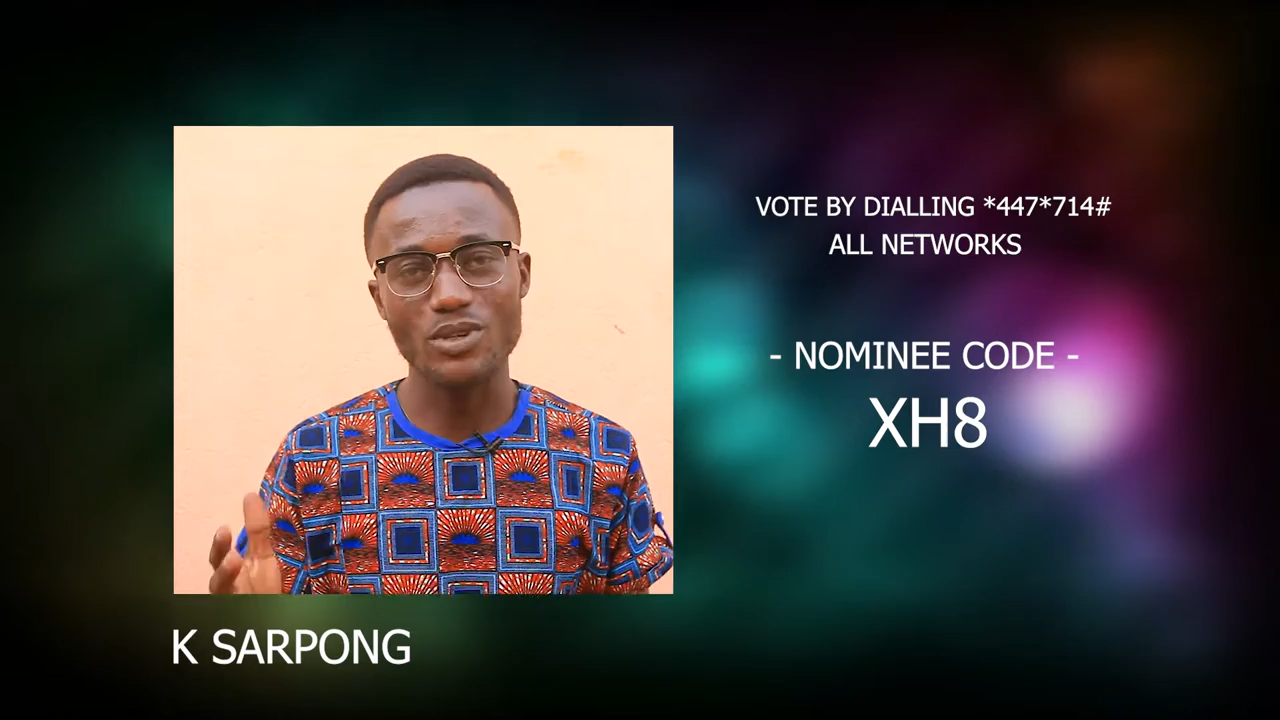 VOTE BY DIALLING *447*714#
ALL NETWORKS
- NOMINEE CODE -
XH8
K SARPONG